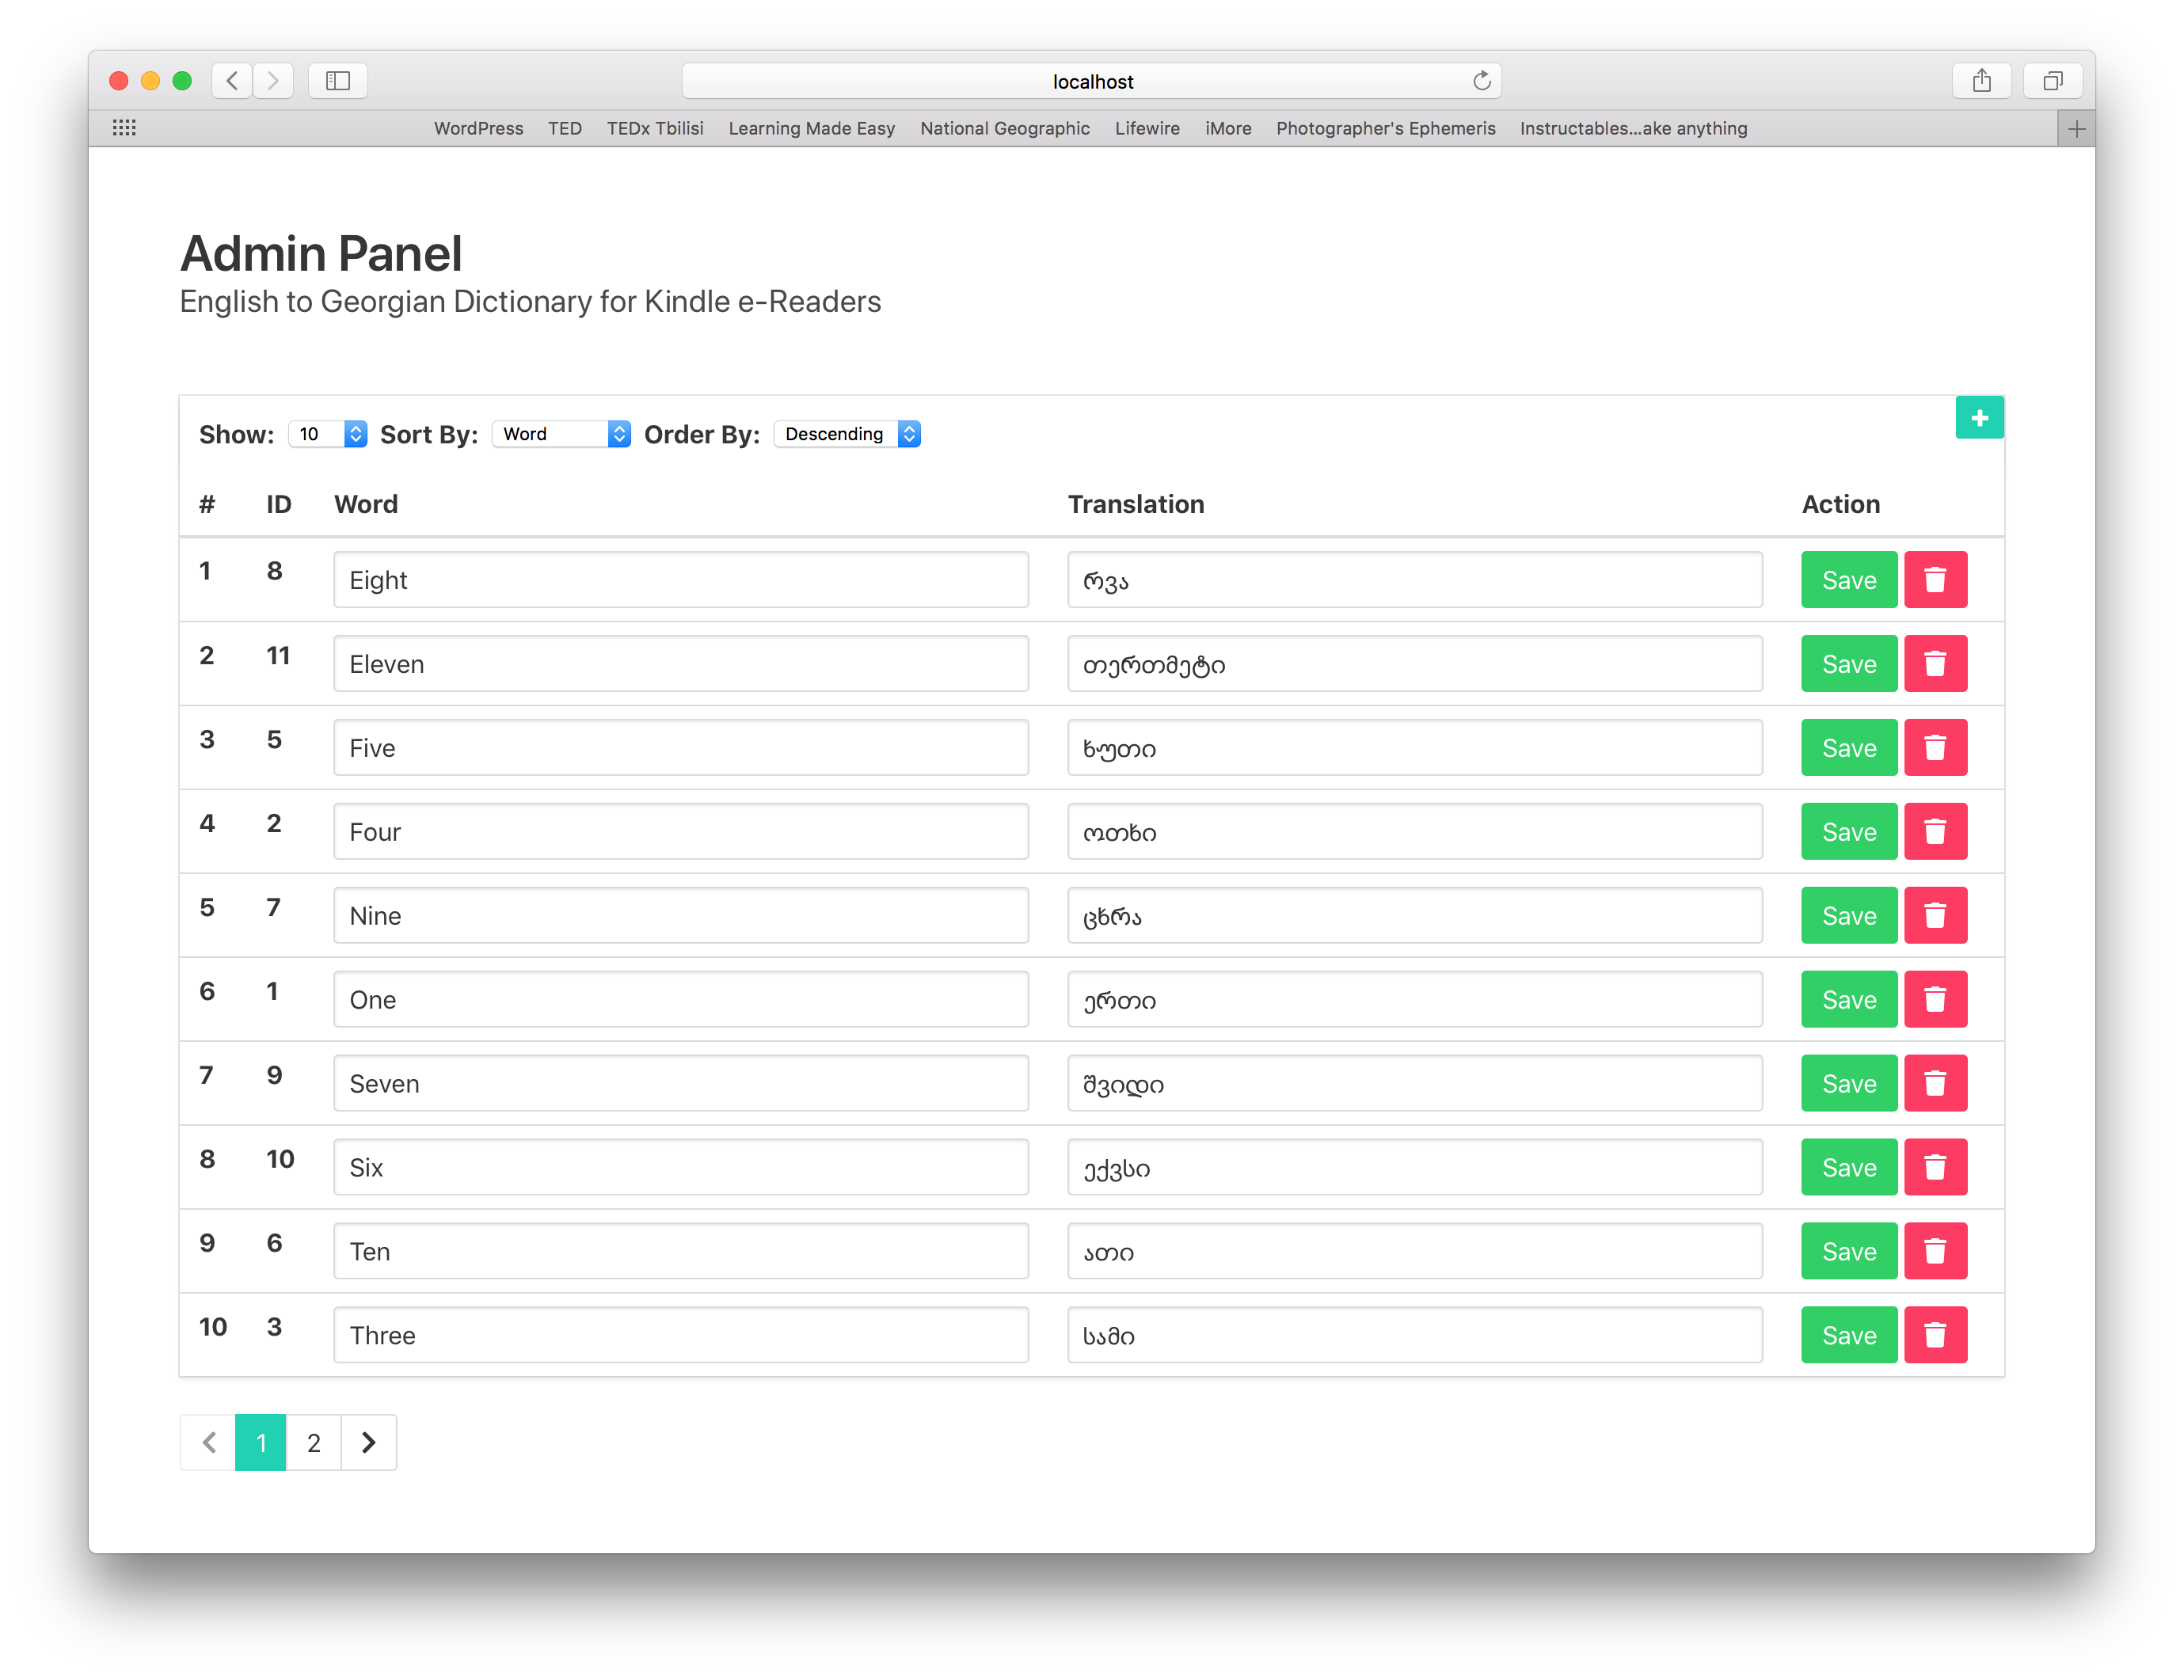 localhost
WordPress TED TEDx Tbilisi Learning Made Easy National Geographic Lifewire iMore Photographer's Ephemeris Instructables...ake anything
Admin Panel
English to Georgian Dictionary for Kindle e-Readers
Show: 10 Sort By: Word Order By: Descending
# ID Word Translation Action
1 8 Eight რვა Save
2 11 Eleven თერთმეტი Save
3 5 Five ხუთი Save
4 2 Four ოთხი Save
5 7 Nine ცხრა Save
6 1 One ერთი Save
7 9 Seven შვიდი Save
8 10 Six ექვსი Save
9 6 Ten ათი Save
10 3 Three სამი Save
1 2